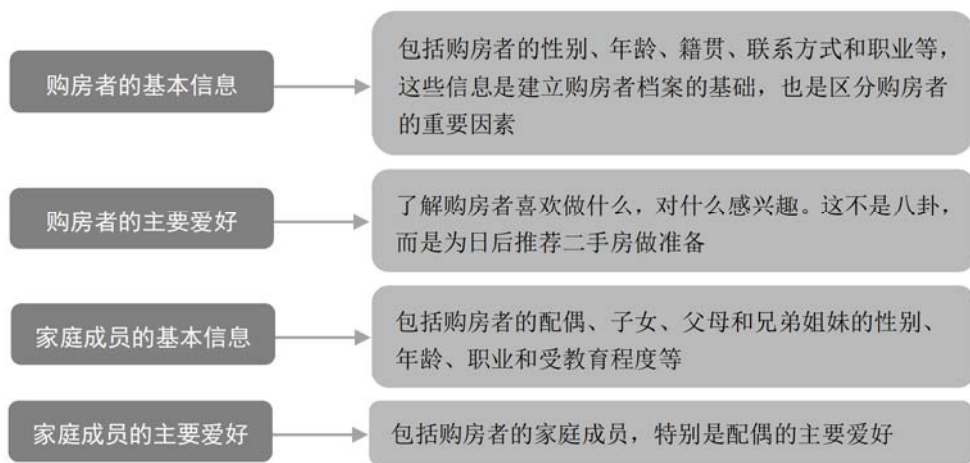 购房者的基本信息
包括购房者的性别、年龄、籍贯、联系方式和职业等，
这些信息是建立购房者档案的基础，也是区分购房者
的重要因素
购房者的主要爱好
了解购房者喜欢做什么，对什么感兴趣。这不是八卦，
而是为日后推荐二手房做准备
家庭成员的基本信息
包括购房者的配偶、子女、父母和兄弟姐妹的性别、
年龄、职业和受教育程度等
家庭成员的主要爱好
包括购房者的家庭成员，特别是配偶的主要爱好